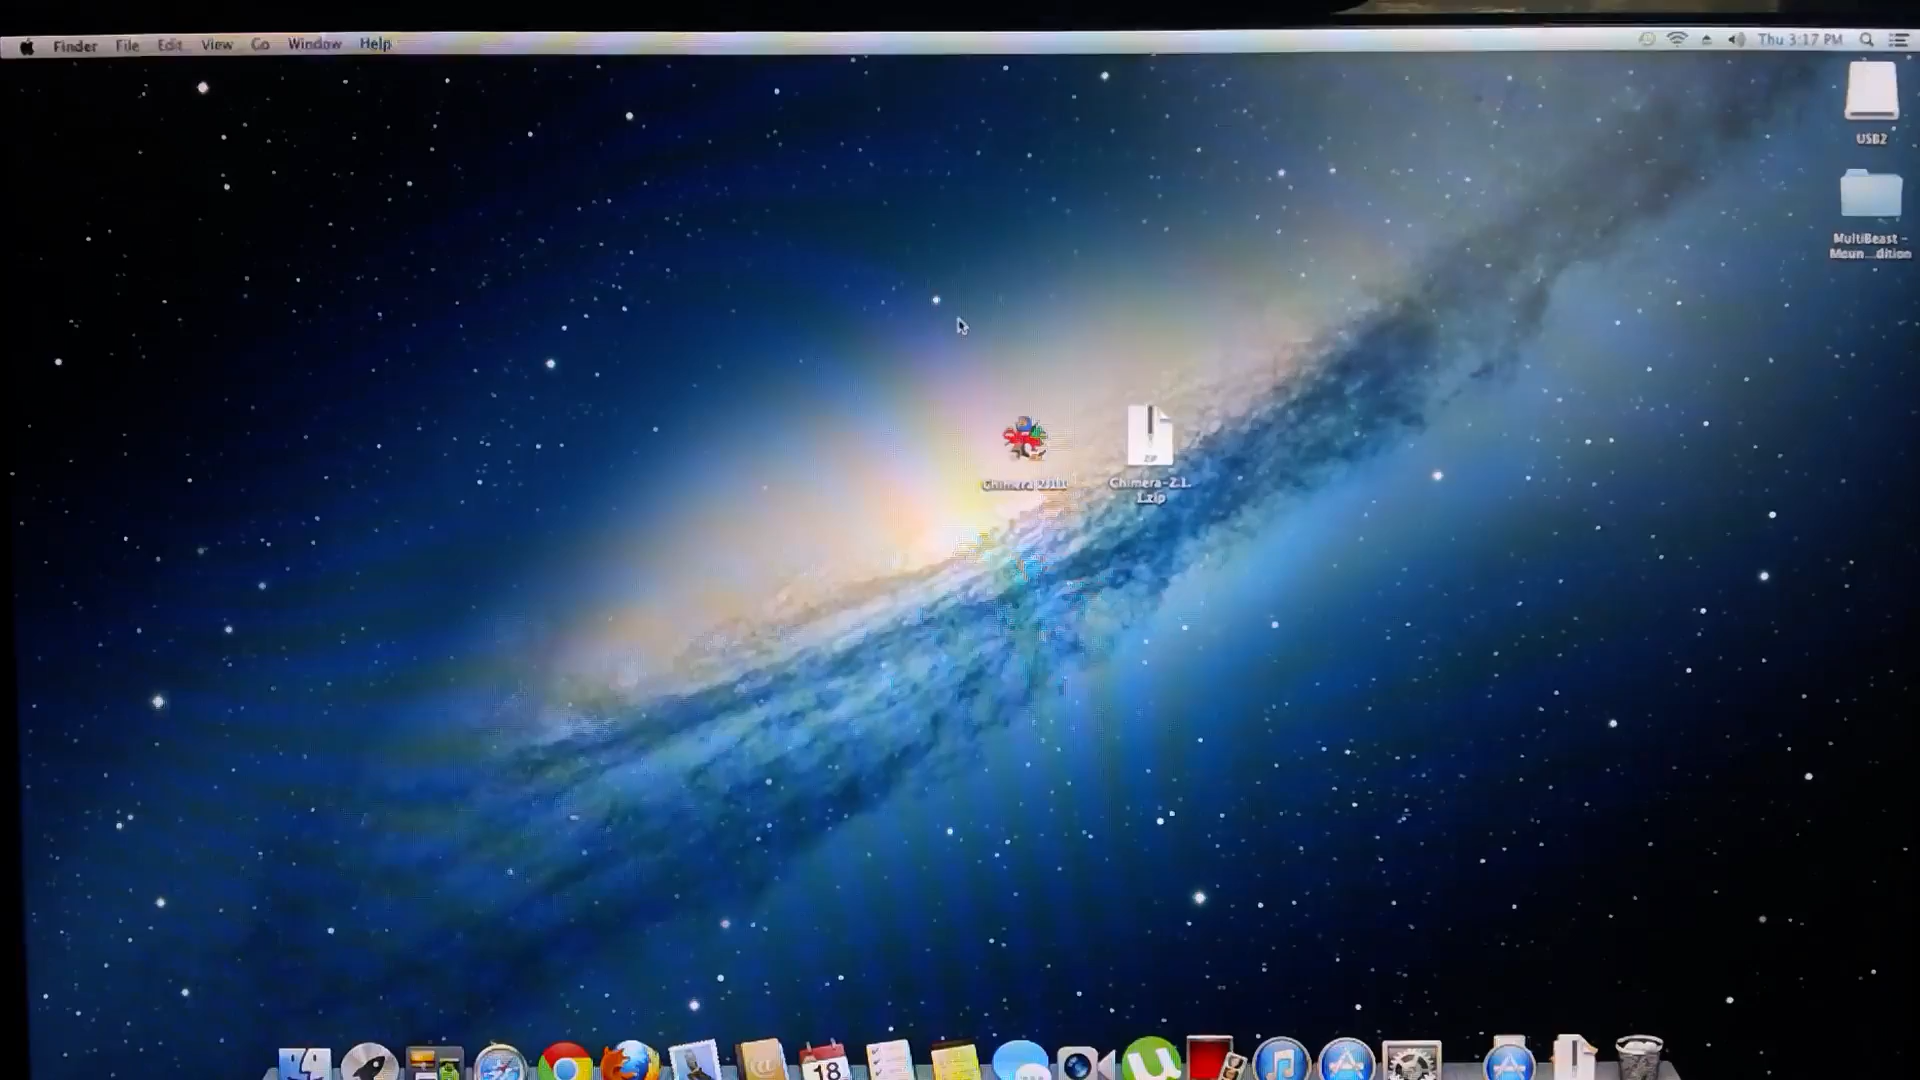 Finder File Edit View Go Window Help
Thu 3:17 PM
USB2
MultiBeast -
Moun...dition
ZIP
Chimera-2.1.
1.zip
18